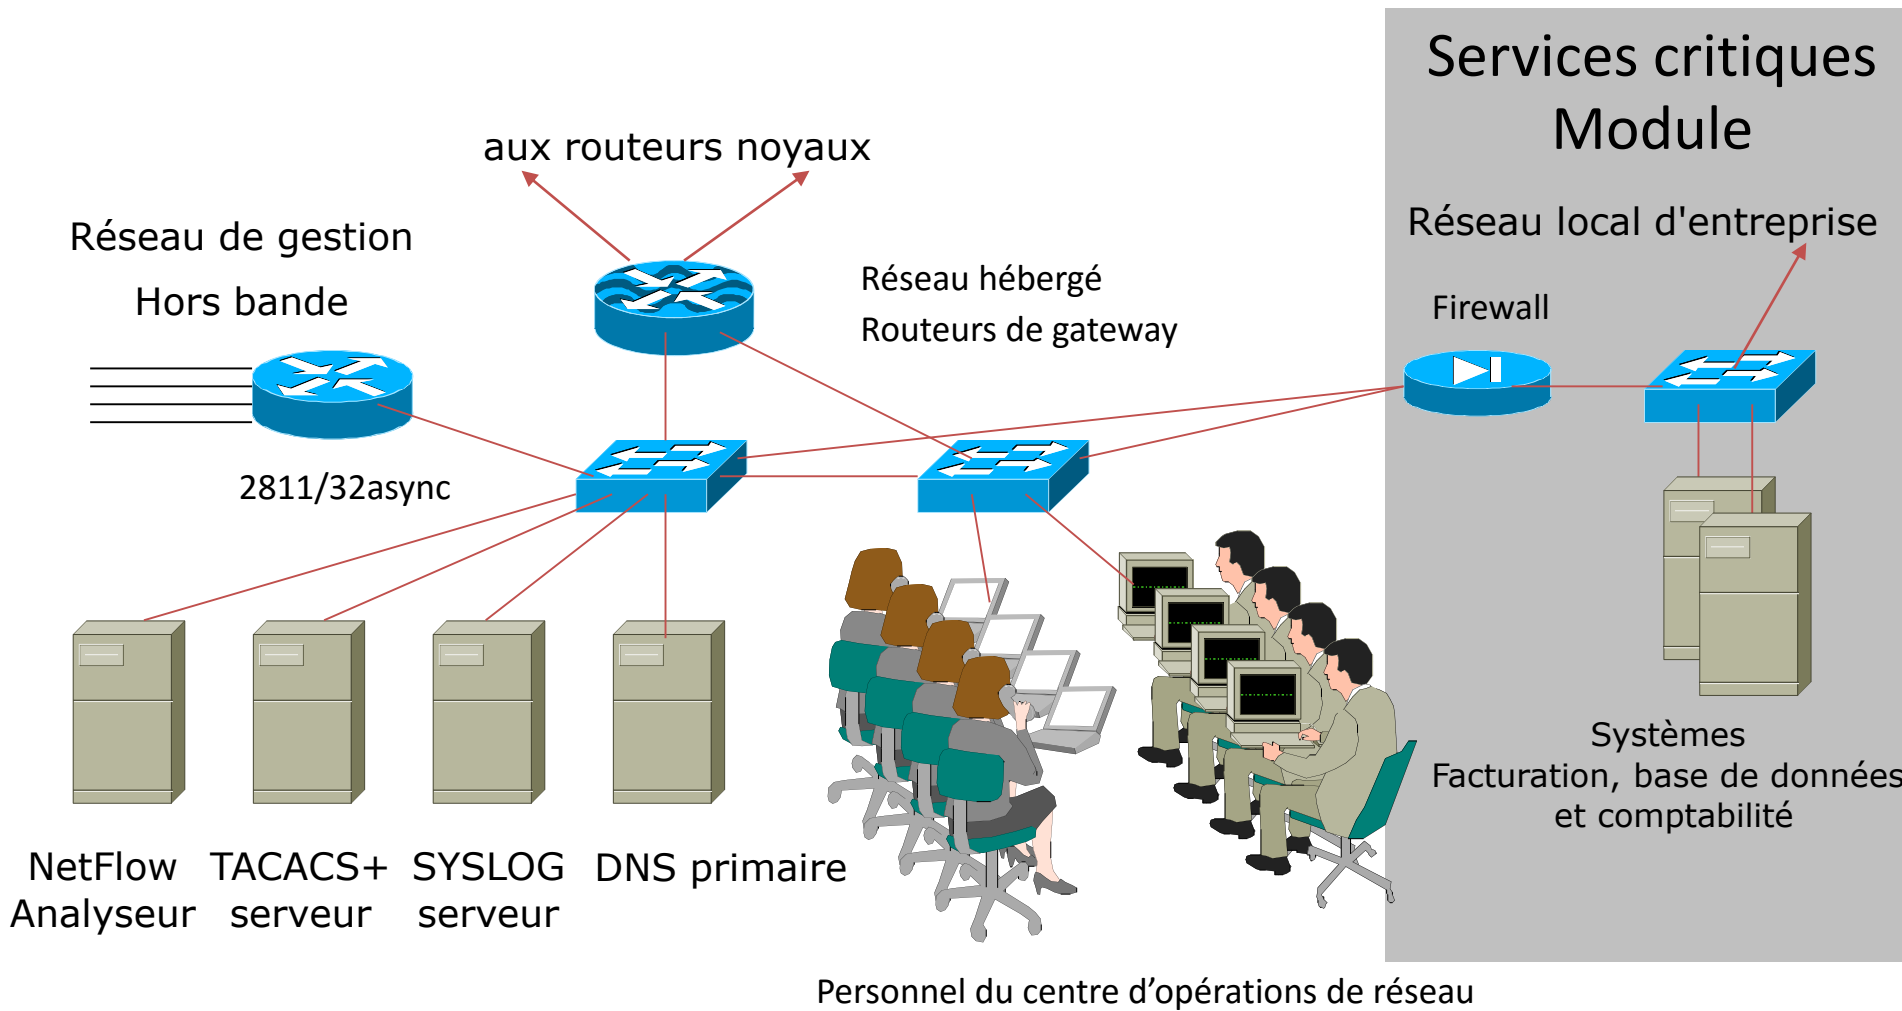 Services critiques
Module
aux routeurs noyaux
Réseau de gestion
Hors bande
Réseau hébergé
Routeurs de gateway
Réseau local d'entreprise
Firewall
2811/32async
Systèmes
Facturation, base de données
et comptabilité
NetFlow
Analyseur
TACACS+
serveur
SYSLOG
serveur
DNS primaire
Personnel du centre d’opérations de réseau